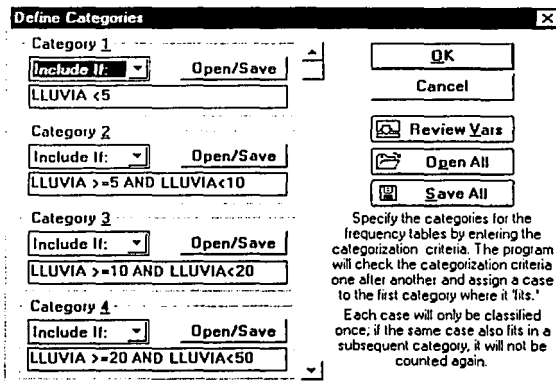 Define Categories
Category 1
Include If:
Open/Save
LLUVIA <5
Category 2
Include If:
Open/Save
LLUVIA >=5 AND LLUVIA<10
Category 3
Include If:
Open/Save
LLUVIA >=10 AND LLUVIA<20
Category 4
Include If:
Open/Save
LLUVIA >=20 AND LLUVIA<50
OK
Cancel
Review Vars
Open All
Save All
Specify the categories for the
frequency tables by entering the
categorization criteria. The program
will check the categorization criteria
one after another and assign a case
to the first category where it 'fits.'
Each case will only be classified
once; if the same case also fits in a
subsequent category, it will not be
counted again.